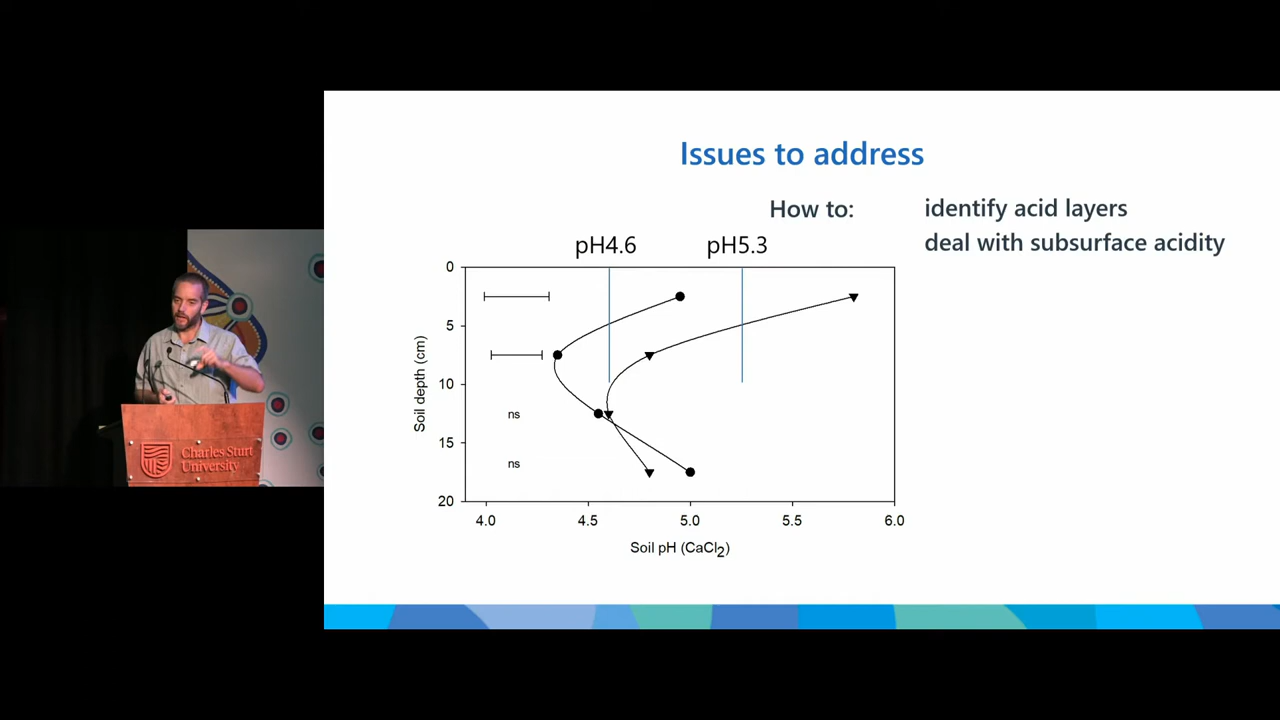 Issues to address
How to:
identify acid layers
deal with subsurface acidity
pH4.6
pH5.3
0
5
10
15
20
Soil depth (cm)
ns
ns
4.0
4.5
5.0
5.5
6.0
Soil pH (CaCl2)
Charles Sturt
University